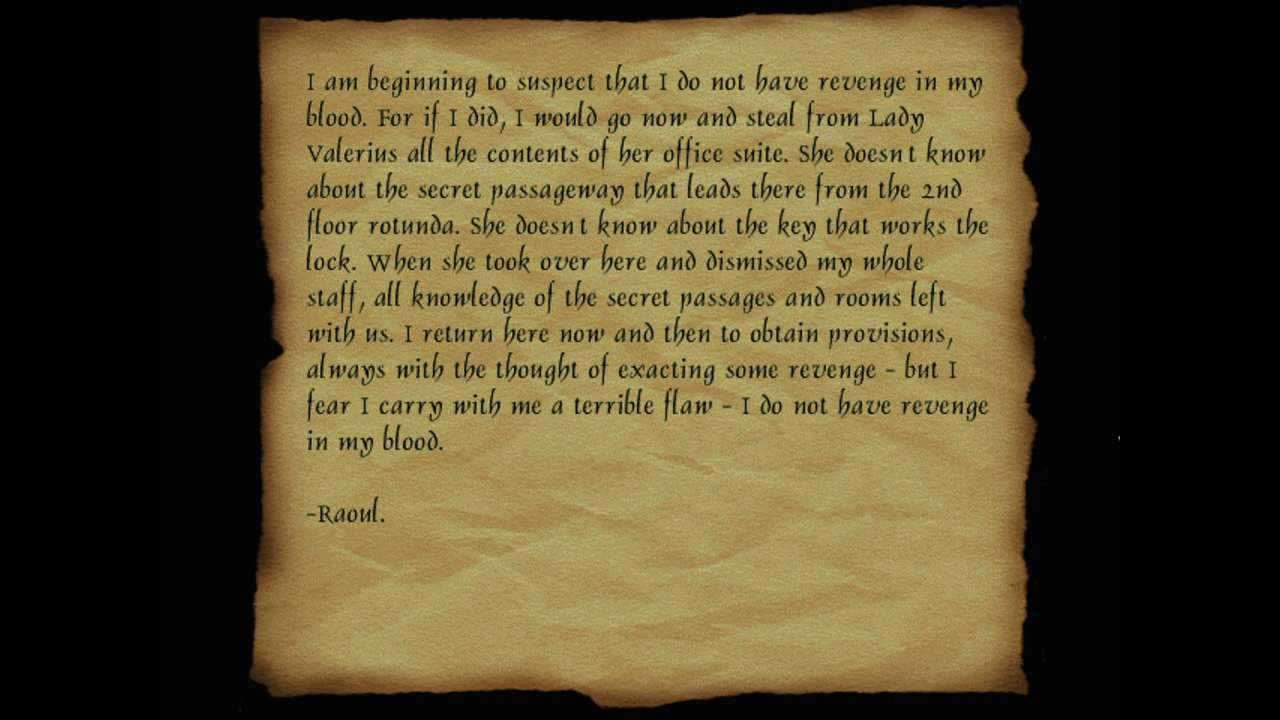 I am beginning to suspect that I do not have revenge in my
blood. For if I did, I would go now and steal from Lady
Valerius all the contents of her office suite. She doesn t know
about the secret passageway that leads there from the 2nd
floor rotunda. She doesn t know about the key that works the
lock. When she took over here and dismissed my whole
staff, all knowledge of the secret passages and rooms left
with us. I return here now and then to obtain provisions,
always with the thought of exacting some revenge - but I
fear I carry with me a terrible flaw - I do not have revenge
in my blood.
-Raoul.